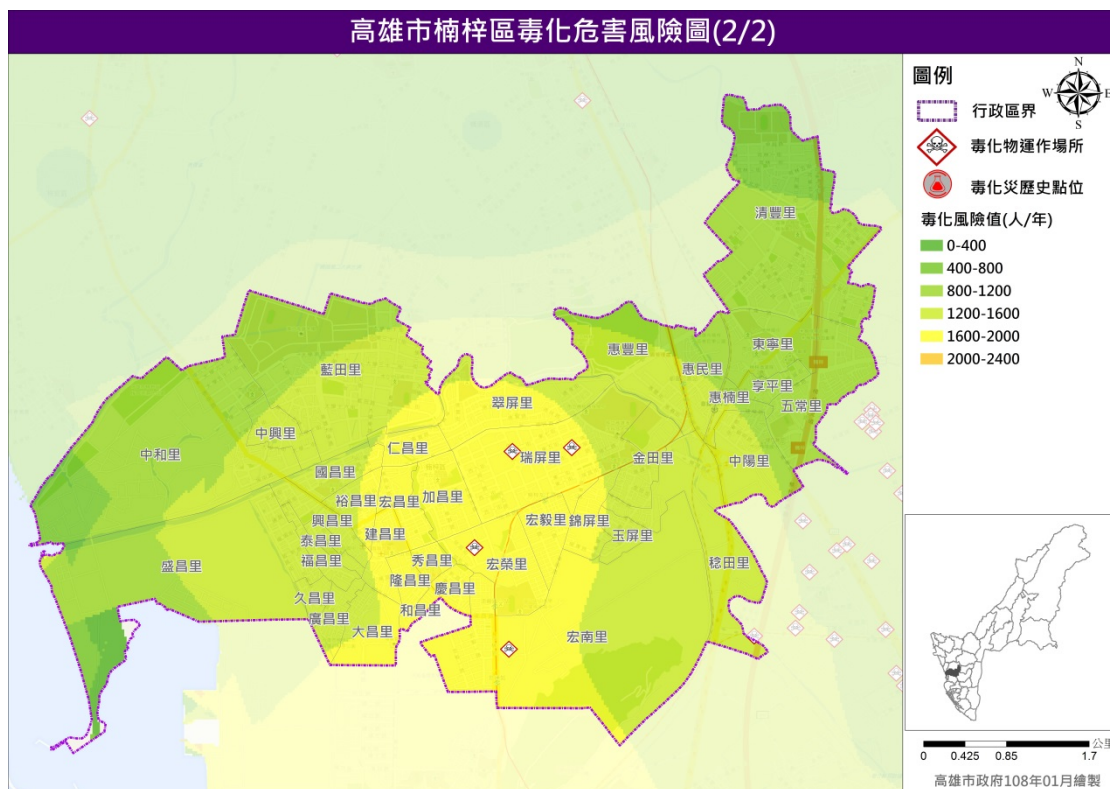 高雄市楠梓區毒化危害風險圖(2/2)
圖例
N
W
E
S
行政區界
毒化物運作場所
毒化災歷史點位
毒化風險值(人/年)
0-400
400-800
800-1200
1200-1600
1600-2000
2000-2400
清豐里
東寧里
惠豐里
惠民里
藍田里
享平里
惠楠里
五常里
翠屏里
中興里
仁昌里
中和里
瑞屏里
金田里
中陽里
國昌里
裕昌里
宏昌里
加昌里
興昌里
宏毅里
錦屏里
建昌里
玉屏里
泰昌里
福昌里
秀昌里
宏榮里
稔田里
盛昌里
隆昌里
慶昌里
久昌里
和昌里
廣昌里
大昌里
宏南里
公里
0
0.425
0.85
1.7
高雄市政府108年01月繪製